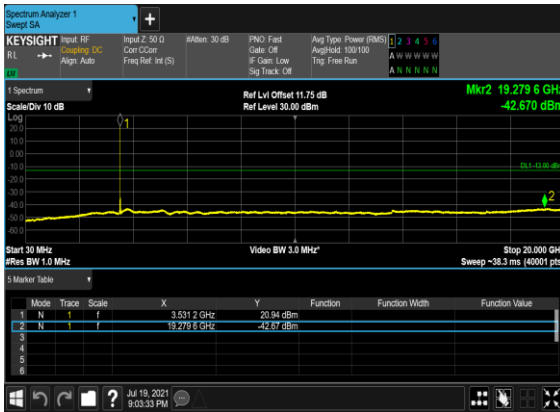 Spectrum Analyzer 1
Swept SA
+
KEYSIGHT Input: RF Input Z: 50 Ω #Atten: 30 dB PNO: Fast Avg Type: Power (RMS) 1 2 3 4 5 6
RL Coupling: DC Corr CCorr Gate: Off Avg|Hold: 100/100 A W W W W W
Align: Auto Freq Ref: Int (S) IF Gain: Low Trig: Free Run
Sig Track: Off A N N N N N
1 Spectrum Ref Lvl Offset 11.75 dB Mkr2 19.279 6 GHz
Scale/Div 10 dB Ref Level 30.00 dBm -42.670 dBm
Log
1
20.0
10.0
0.00
-10.0 DL1 -13.00 dBm
-20.0
-30.0
-40.0 2
-50.0
-60.0
Start 30 MHz Video BW 3.0 MHz* Stop 20.000 GHz
#Res BW 1.0 MHz Sweep ~38.3 ms (40001 pts)
5 Marker Table
Mode Trace Scale X Y Function Function Width Function Value
1 N 1 f 3.531 2 GHz 20.94 dBm
2 N 1 f 19.279 6 GHz -42.67 dBm
3
4
5
6
? Jul 19, 2021
9:03:33 PM